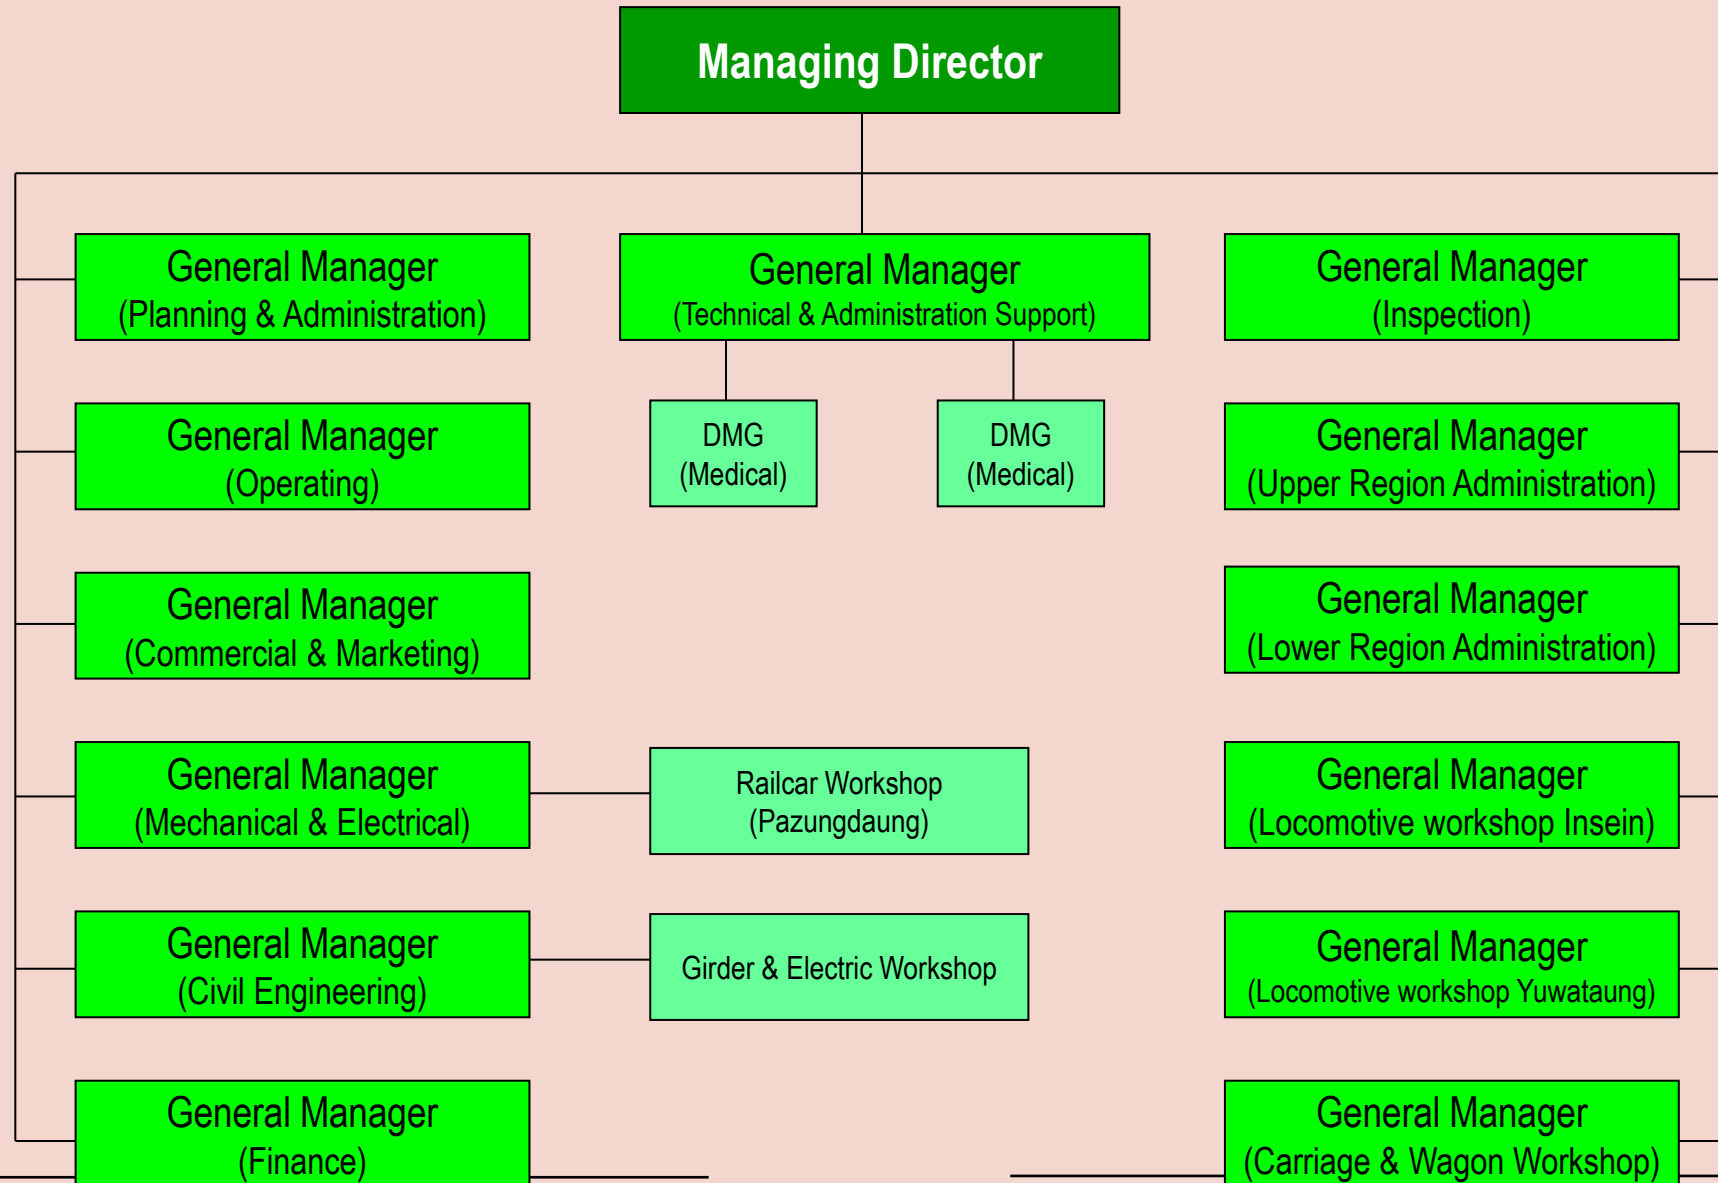 Managing Director
General Manager
(Planning & Administration)
General Manager
(Technical & Administration Support)
General Manager
(Inspection)
General Manager
(Operating)
DMG
(Medical)
DMG
(Medical)
General Manager
(Upper Region Administration)
General Manager
(Commercial & Marketing)
General Manager
(Lower Region Administration)
General Manager
(Mechanical & Electrical)
Railcar Workshop
(Pazungdaung)
General Manager
(Locomotive workshop Insein)
General Manager
(Civil Engineering)
Girder & Electric Workshop
General Manager
(Locomotive workshop Yuwataung)
General Manager
(Finance)
General Manager
(Carriage & Wagon Workshop)